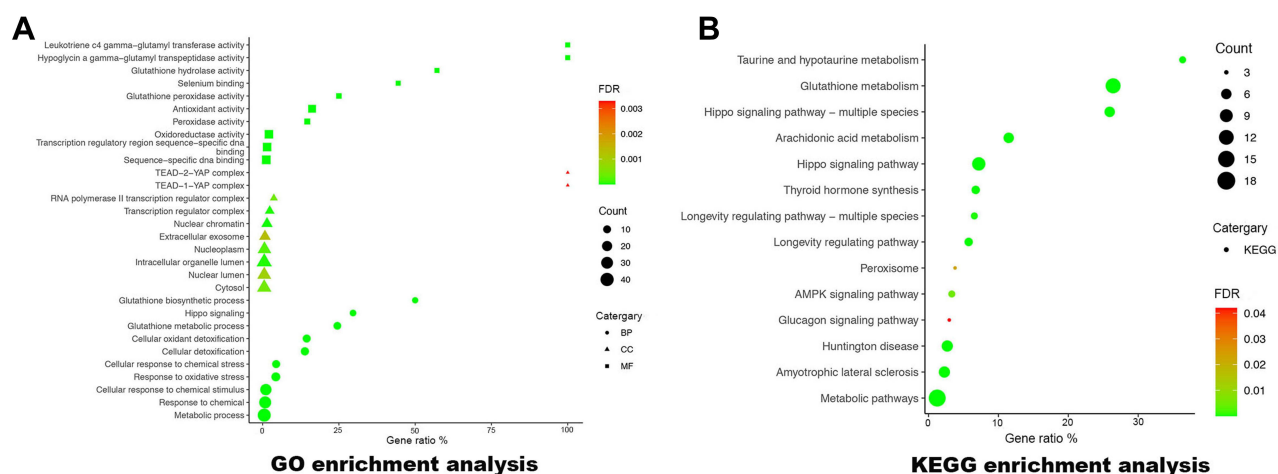 A
Leukotriene c4 gamma−glutamyl transferase activity
Hypoglycin a gamma−glutamyl transpeptidase activity
Glutathione hydrolase activity
Selenium binding
Glutathione peroxidase activity
Antioxidant activity
Peroxidase activity
Oxidoreductase activity
Transcription regulatory region sequence−specific dna
binding
Sequence−specific dna binding
TEAD−2−YAP complex
TEAD−1−YAP complex
RNA polymerase II transcription regulator complex
Transcription regulator complex
Nuclear chromatin
Extracellular exosome
Nucleoplasm
Intracellular organelle lumen
Nuclear lumen
Cytosol
Glutathione biosynthetic process
Hippo signaling
Glutathione metabolic process
Cellular oxidant detoxification
Cellular detoxification
Cellular response to chemical stress
Response to oxidative stress
Cellular response to chemical stimulus
Response to chemical
Metabolic process
0 25 50 75 100
Gene ratio %
GO enrichment analysis
FDR
0.003
0.002
0.001
Count
10
20
30
40
Catergary
BP
CC
MF
B
Taurine and hypotaurine metabolism
Glutathione metabolism
Hippo signaling pathway − multiple species
Arachidonic acid metabolism
Hippo signaling pathway
Thyroid hormone synthesis
Longevity regulating pathway − multiple species
Longevity regulating pathway
Peroxisome
AMPK signaling pathway
Glucagon signaling pathway
Huntington disease
Amyotrophic lateral sclerosis
Metabolic pathways
0 10 20 30
Gene ratio %
KEGG enrichment analysis
Count
3
6
9
12
15
18
Catergary
KEGG
FDR
0.04
0.03
0.02
0.01